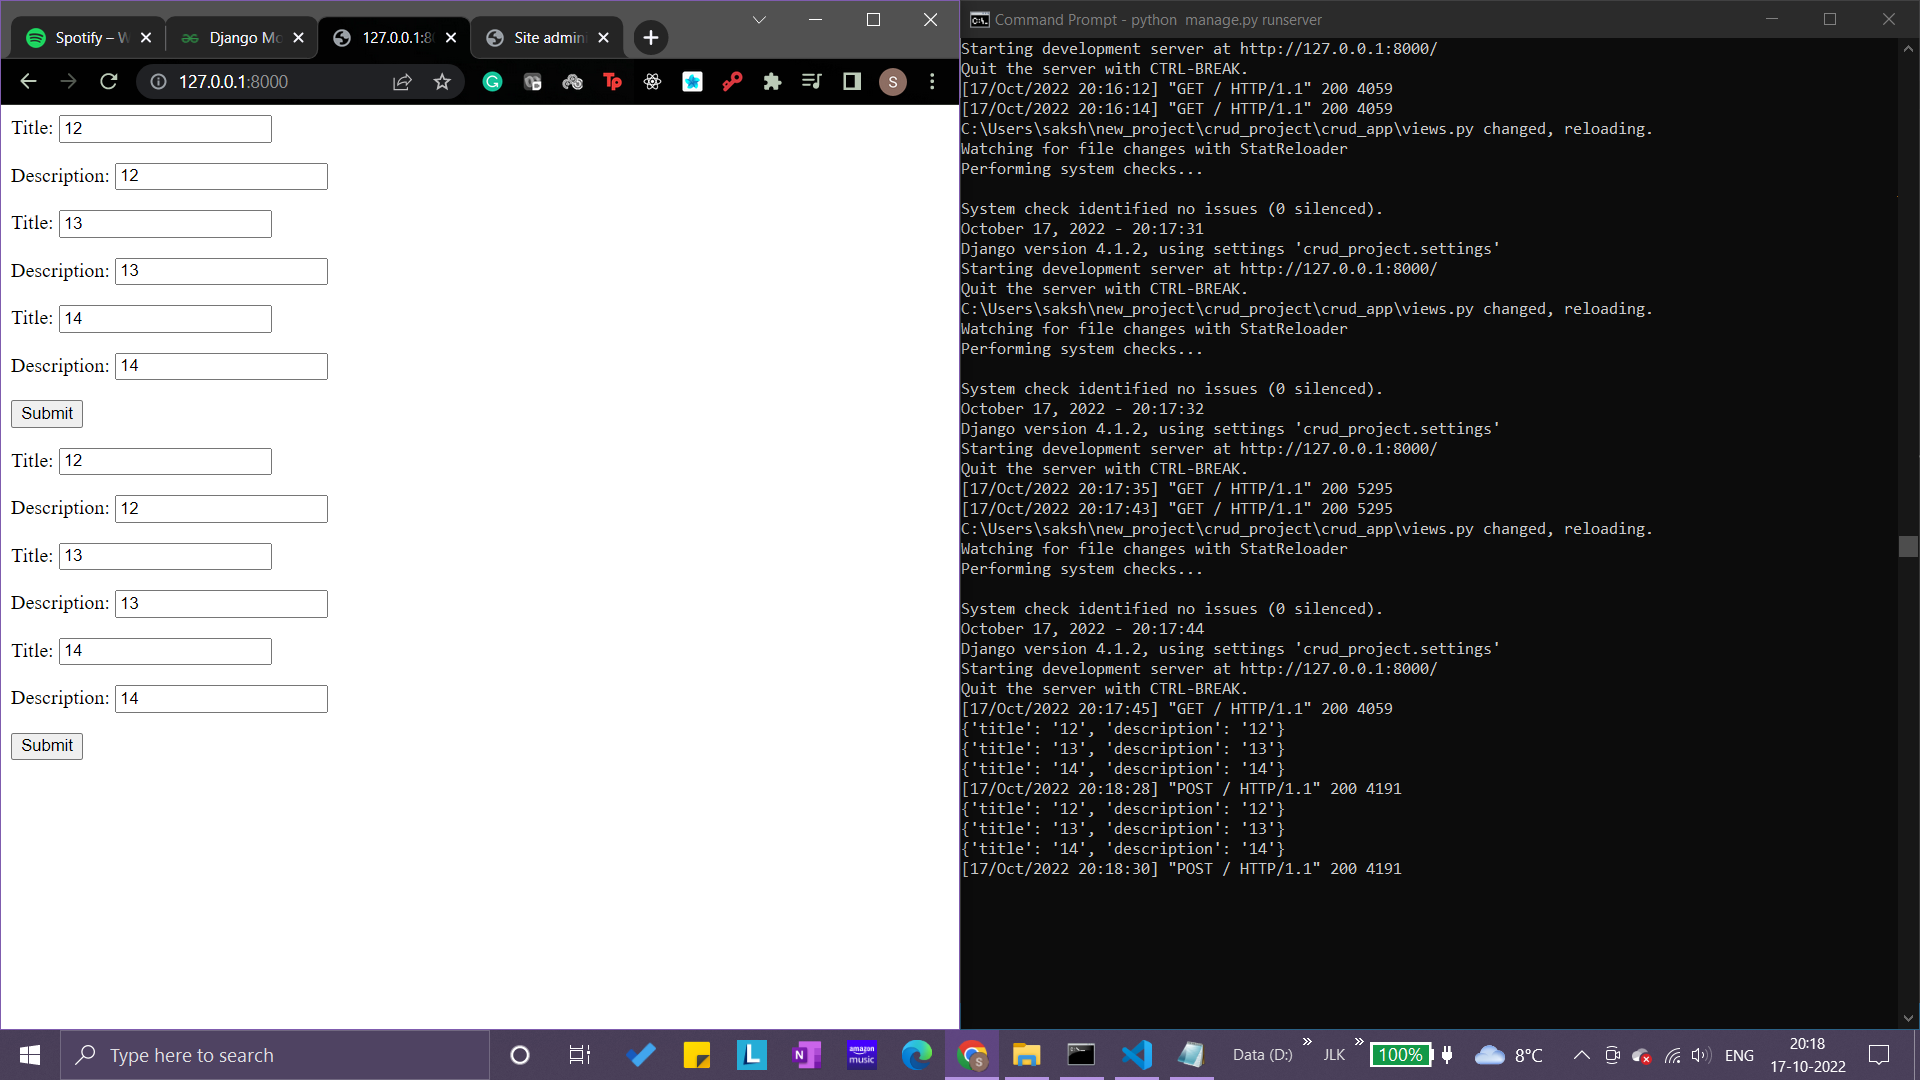 Spotify – W
Django Mo
127.0.0.1:80
Site admin
127.0.0.1:8000
Tp
S
Title: 12
Description: 12
Title: 13
Description: 13
Title: 14
Description: 14
Submit
Title: 12
Description: 12
Title: 13
Description: 13
Title: 14
Description: 14
Submit
Command Prompt - python  manage.py runserver
Starting development server at http://127.0.0.1:8000/
Quit the server with CTRL-BREAK.
[17/Oct/2022 20:16:12] "GET / HTTP/1.1" 200 4059
[17/Oct/2022 20:16:14] "GET / HTTP/1.1" 200 4059
C:\Users\saksh\new_project\crud_project\crud_app\views.py changed, reloading.
Watching for file changes with StatReloader
Performing system checks...
System check identified no issues (0 silenced).
October 17, 2022 - 20:17:31
Django version 4.1.2, using settings 'crud_project.settings'
Starting development server at http://127.0.0.1:8000/
Quit the server with CTRL-BREAK.
C:\Users\saksh\new_project\crud_project\crud_app\views.py changed, reloading.
Watching for file changes with StatReloader
Performing system checks...
System check identified no issues (0 silenced).
October 17, 2022 - 20:17:32
Django version 4.1.2, using settings 'crud_project.settings'
Starting development server at http://127.0.0.1:8000/
Quit the server with CTRL-BREAK.
[17/Oct/2022 20:17:35] "GET / HTTP/1.1" 200 5295
[17/Oct/2022 20:17:43] "GET / HTTP/1.1" 200 5295
C:\Users\saksh\new_project\crud_project\crud_app\views.py changed, reloading.
Watching for file changes with StatReloader
Performing system checks...
System check identified no issues (0 silenced).
October 17, 2022 - 20:17:44
Django version 4.1.2, using settings 'crud_project.settings'
Starting development server at http://127.0.0.1:8000/
Quit the server with CTRL-BREAK.
[17/Oct/2022 20:17:45] "GET / HTTP/1.1" 200 4059
{'title': '12', 'description': '12'}
{'title': '13', 'description': '13'}
{'title': '14', 'description': '14'}
[17/Oct/2022 20:18:28] "POST / HTTP/1.1" 200 4191
{'title': '12', 'description': '12'}
{'title': '13', 'description': '13'}
{'title': '14', 'description': '14'}
[17/Oct/2022 20:18:30] "POST / HTTP/1.1" 200 4191
Type here to search
L
N
amazon
music
S
Data (D:)
JLK
100%
8°C
ENG
20:18
17-10-2022